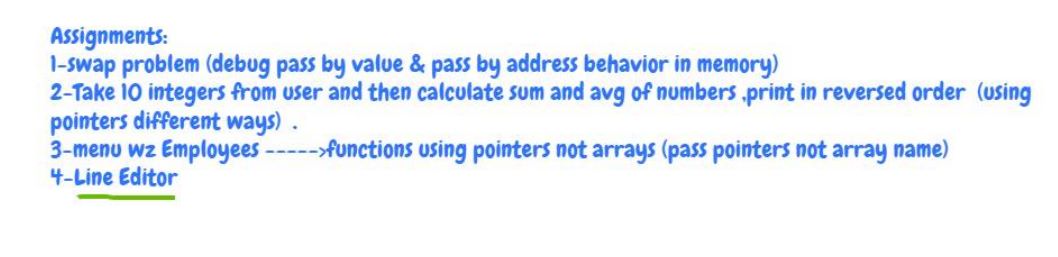 Assignments:
1-swap problem (debug pass by value & pass by address behavior in memory)
2-Take 10 integers from user and then calculate sum and avg of numbers ,print in reversed order (using
pointers different ways) .
3-menu wz Employees ----->functions using pointers not arrays (pass pointers not array name)
4-Line Editor